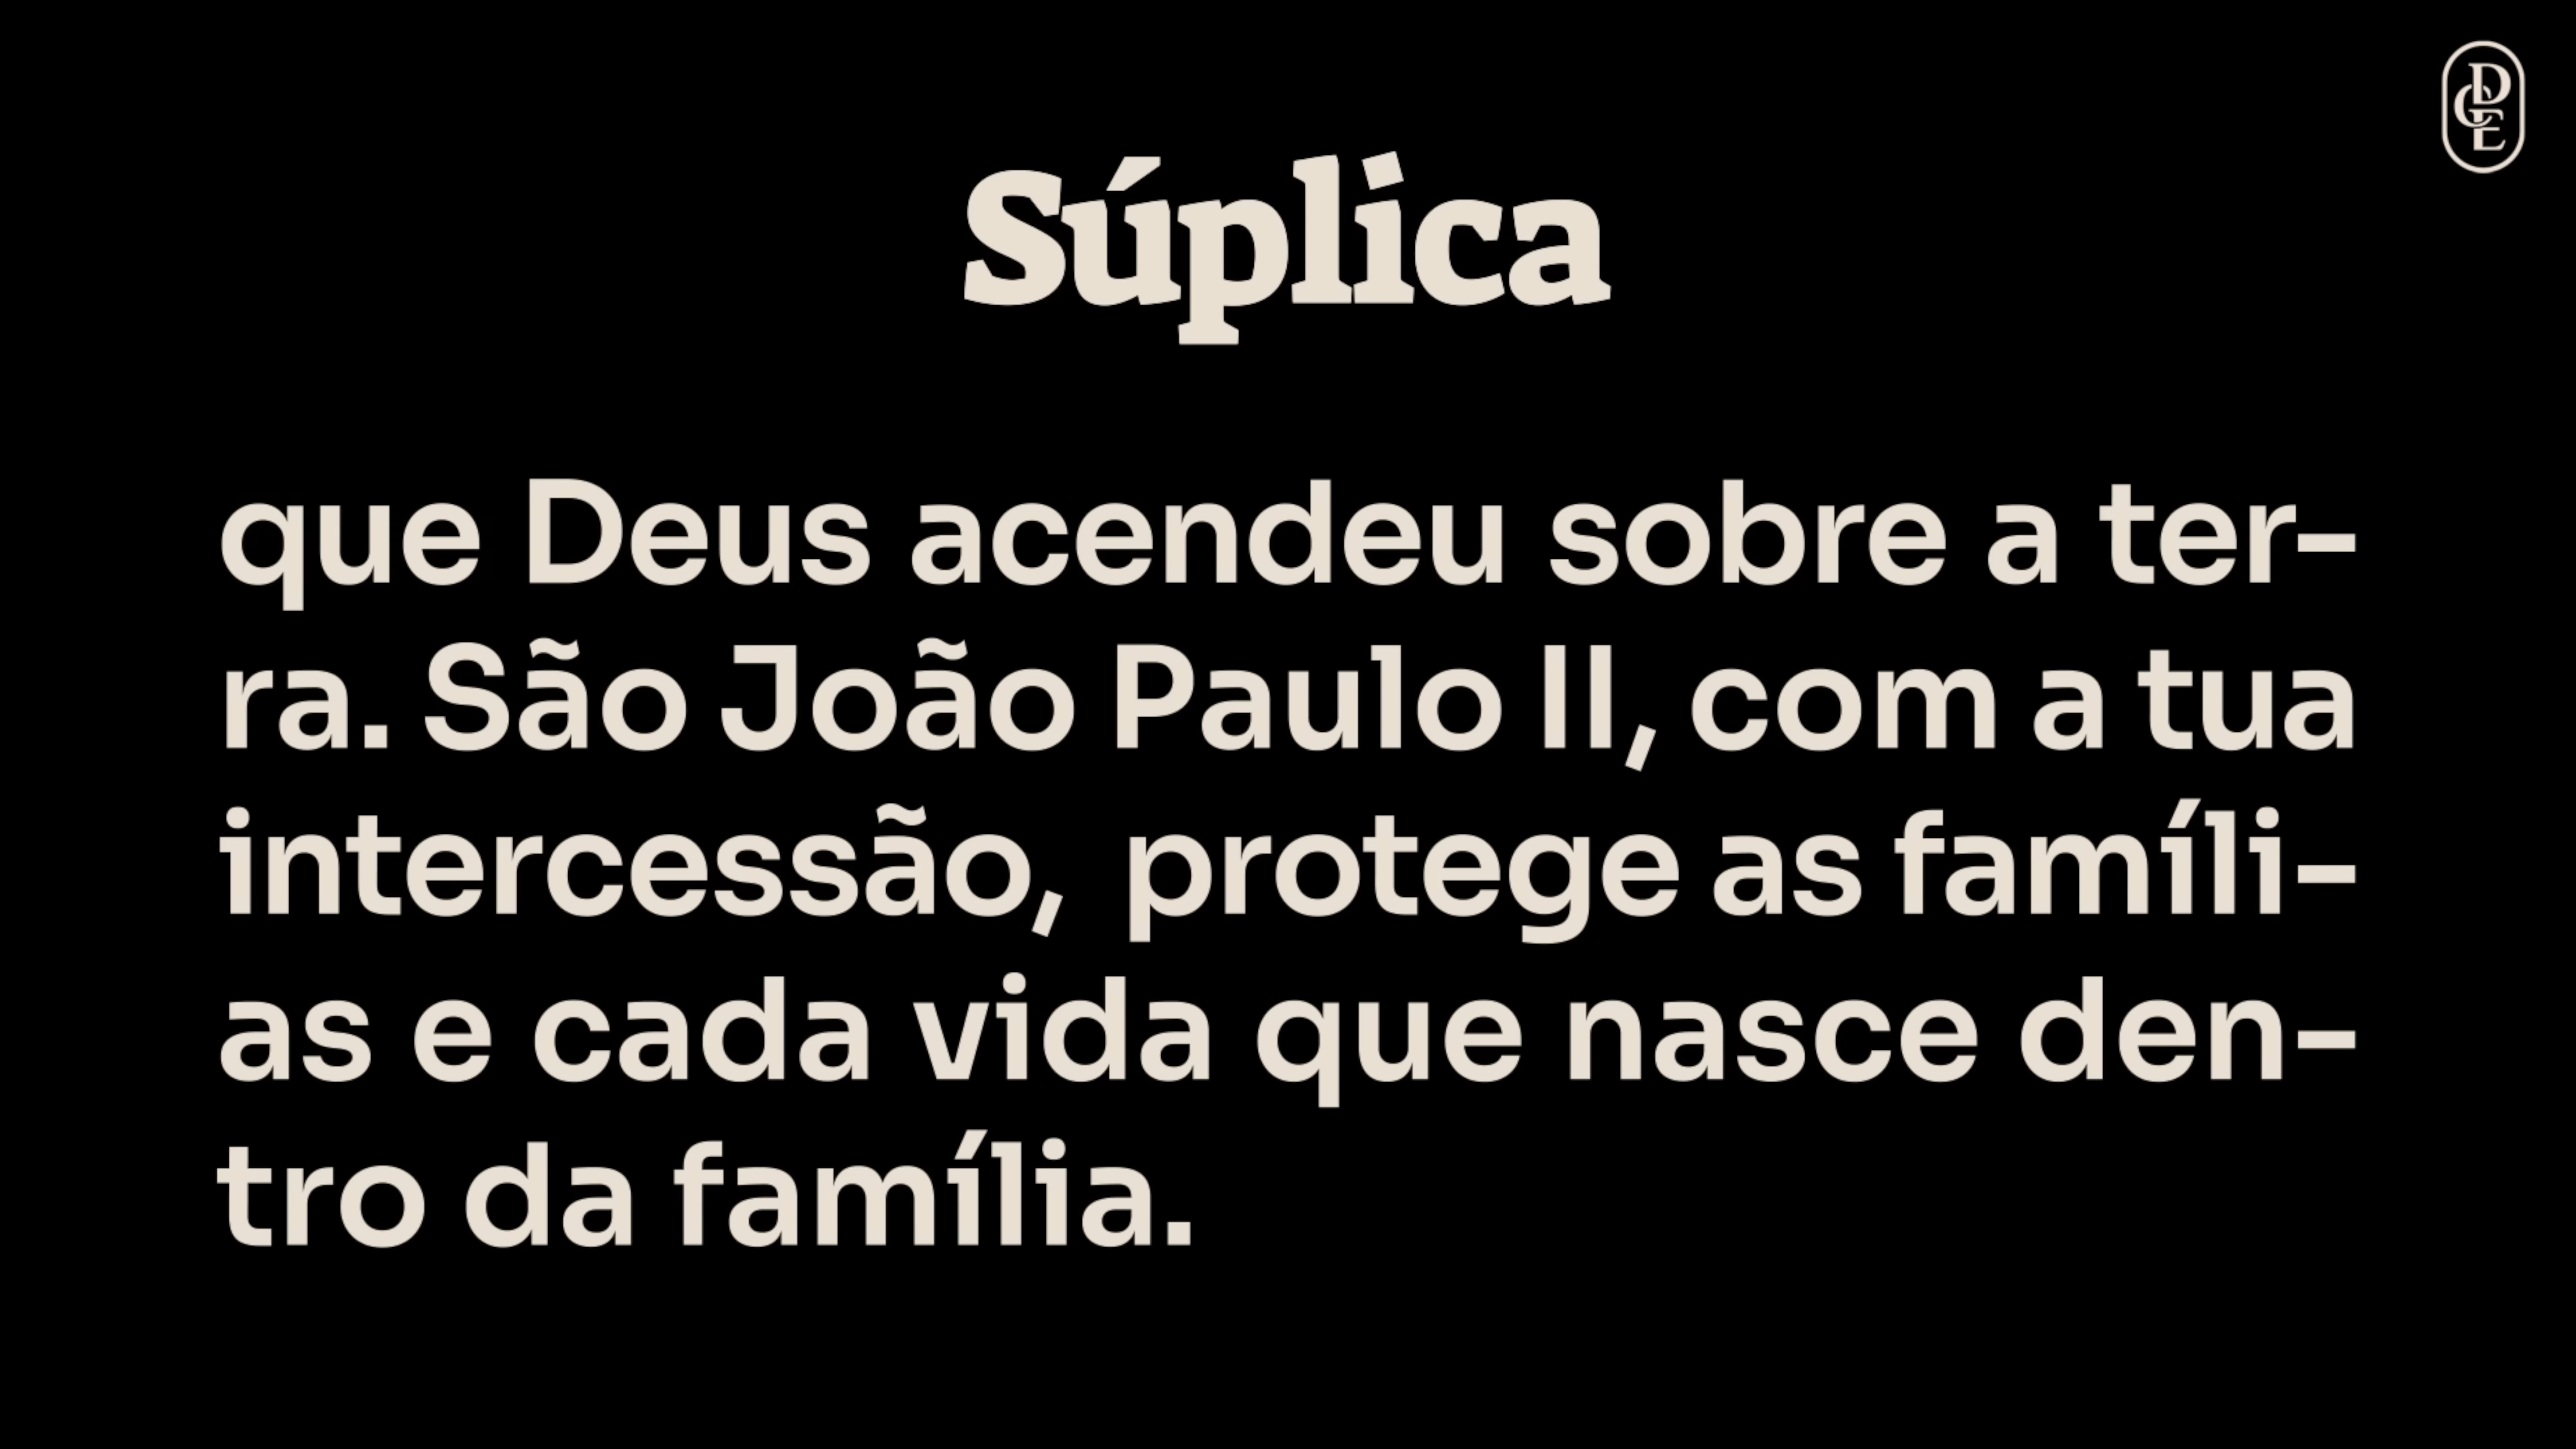 Súplica
DCE
que Deus acendeu sobre a ter-
ra. São João Paulo II, com a tua
intercessão,  protege as famíli-
as e cada vida que nasce den-
tro da família.